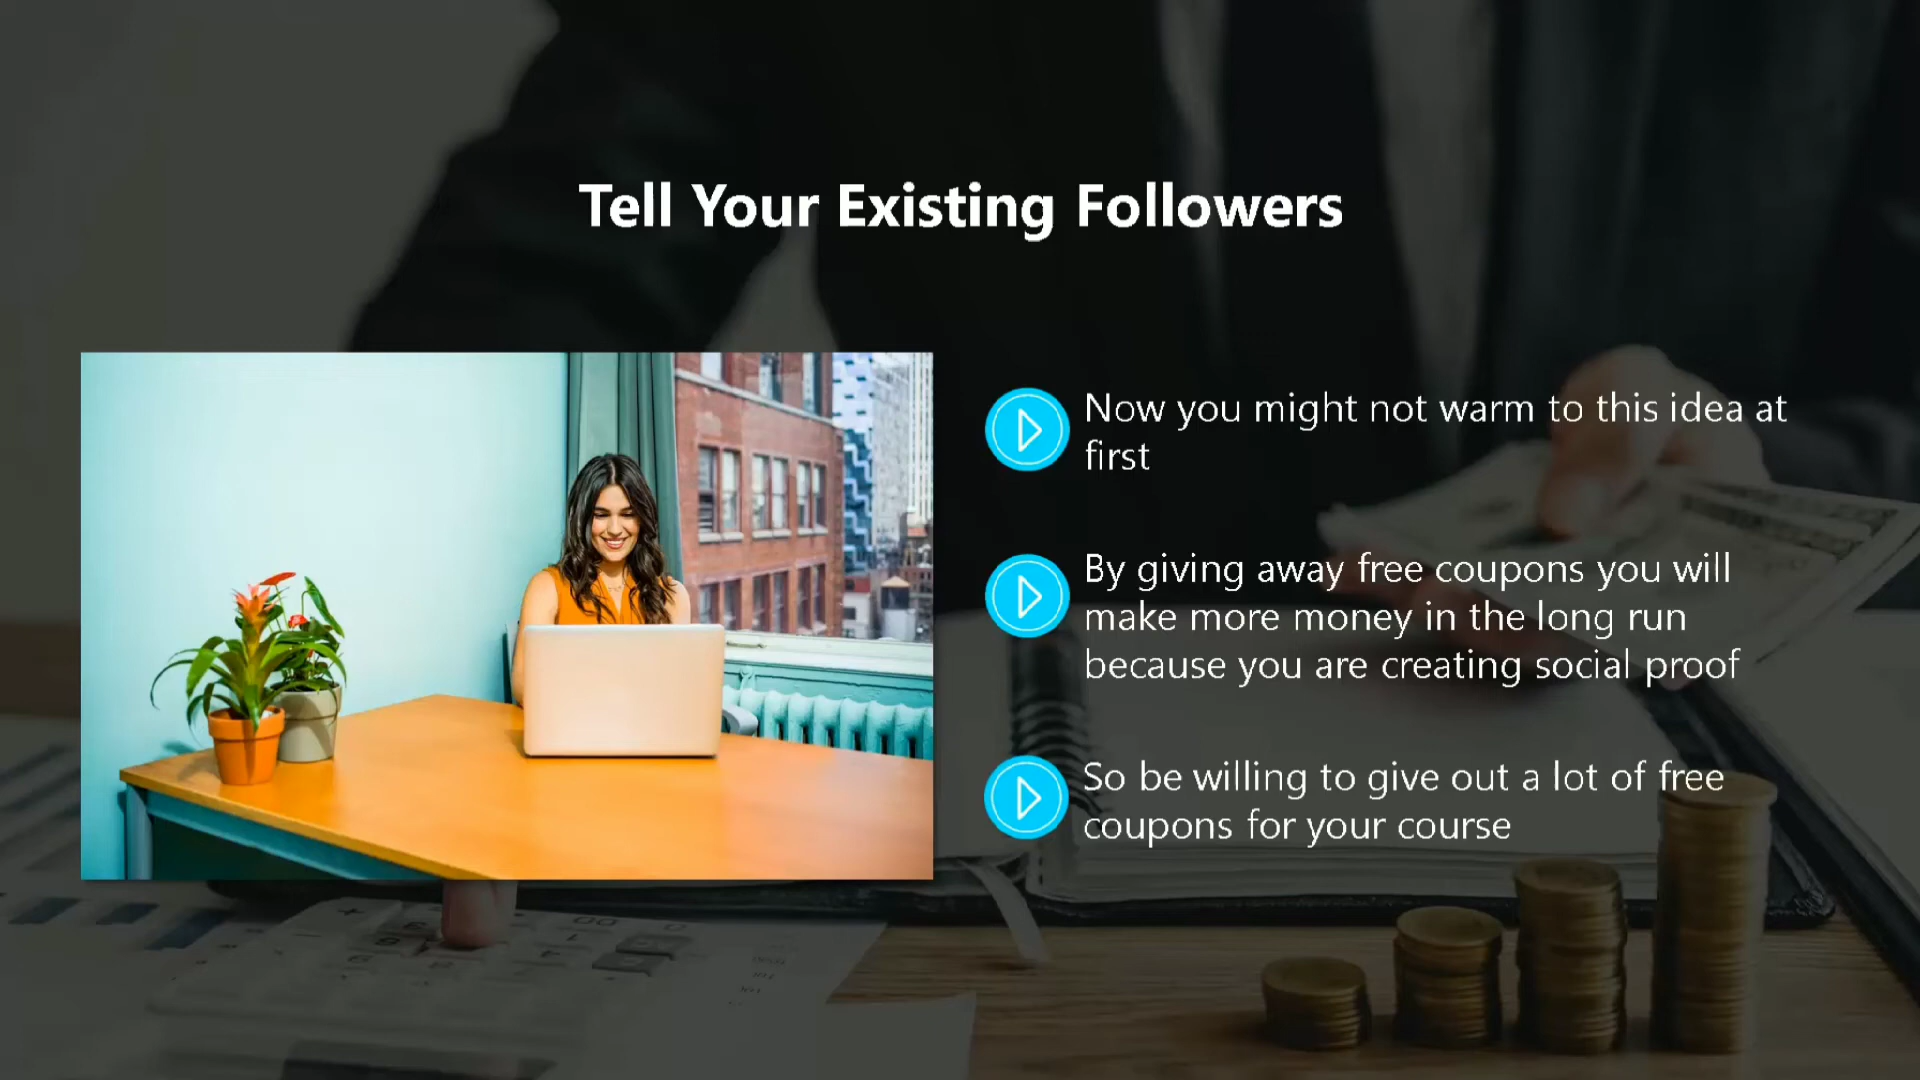 Tell Your Existing Followers
Now you might not warm to this idea at
first
By giving away free coupons you will
make more money in the long run
because you are creating social proof
So be willing to give out a lot of free
coupons for your course